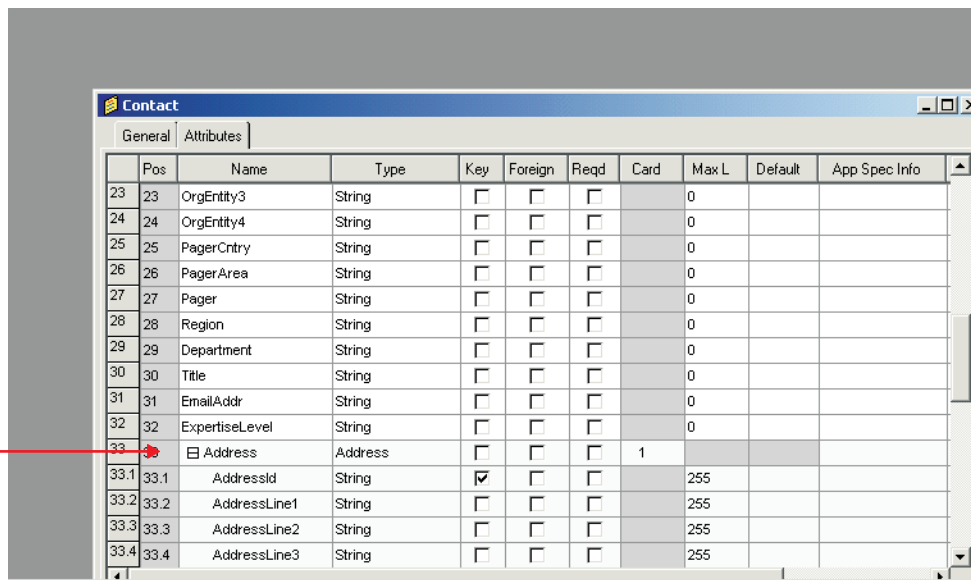 Contact
General Attributes
Pos Name Type Key Foreign Reqd Card Max L Default App Spec Info
23 23 OrgEntity3 String 0
24 24 OrgEntity4 String 0
25 25 PagerCntry String 0
26 26 PagerArea String 0
27 27 Pager String 0
28 28 Region String 0
29 29 Department String 0
30 30 Title String 0
31 31 EmailAddr String 0
32 32 ExpertiseLevel String 0
33 33 Address Address 1
33.1 33.1 AddressId String 255
33.2 33.2 AddressLine1 String 255
33.3 33.3 AddressLine2 String 255
33.4 33.4 AddressLine3 String 255